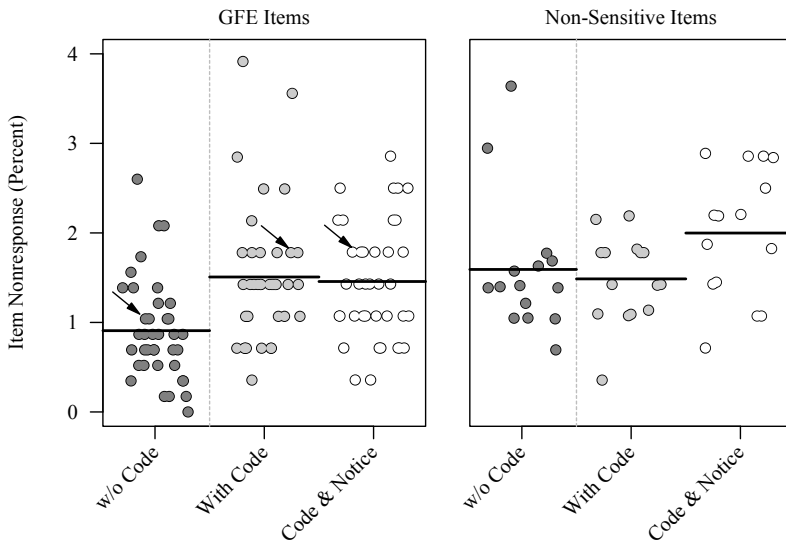 GFE Items
Non-Sensitive Items
Item Nonresponse (Percent)
4
3
2
1
0
w/o Code
With Code
Code & Notice
w/o Code
With Code
Code & Notice